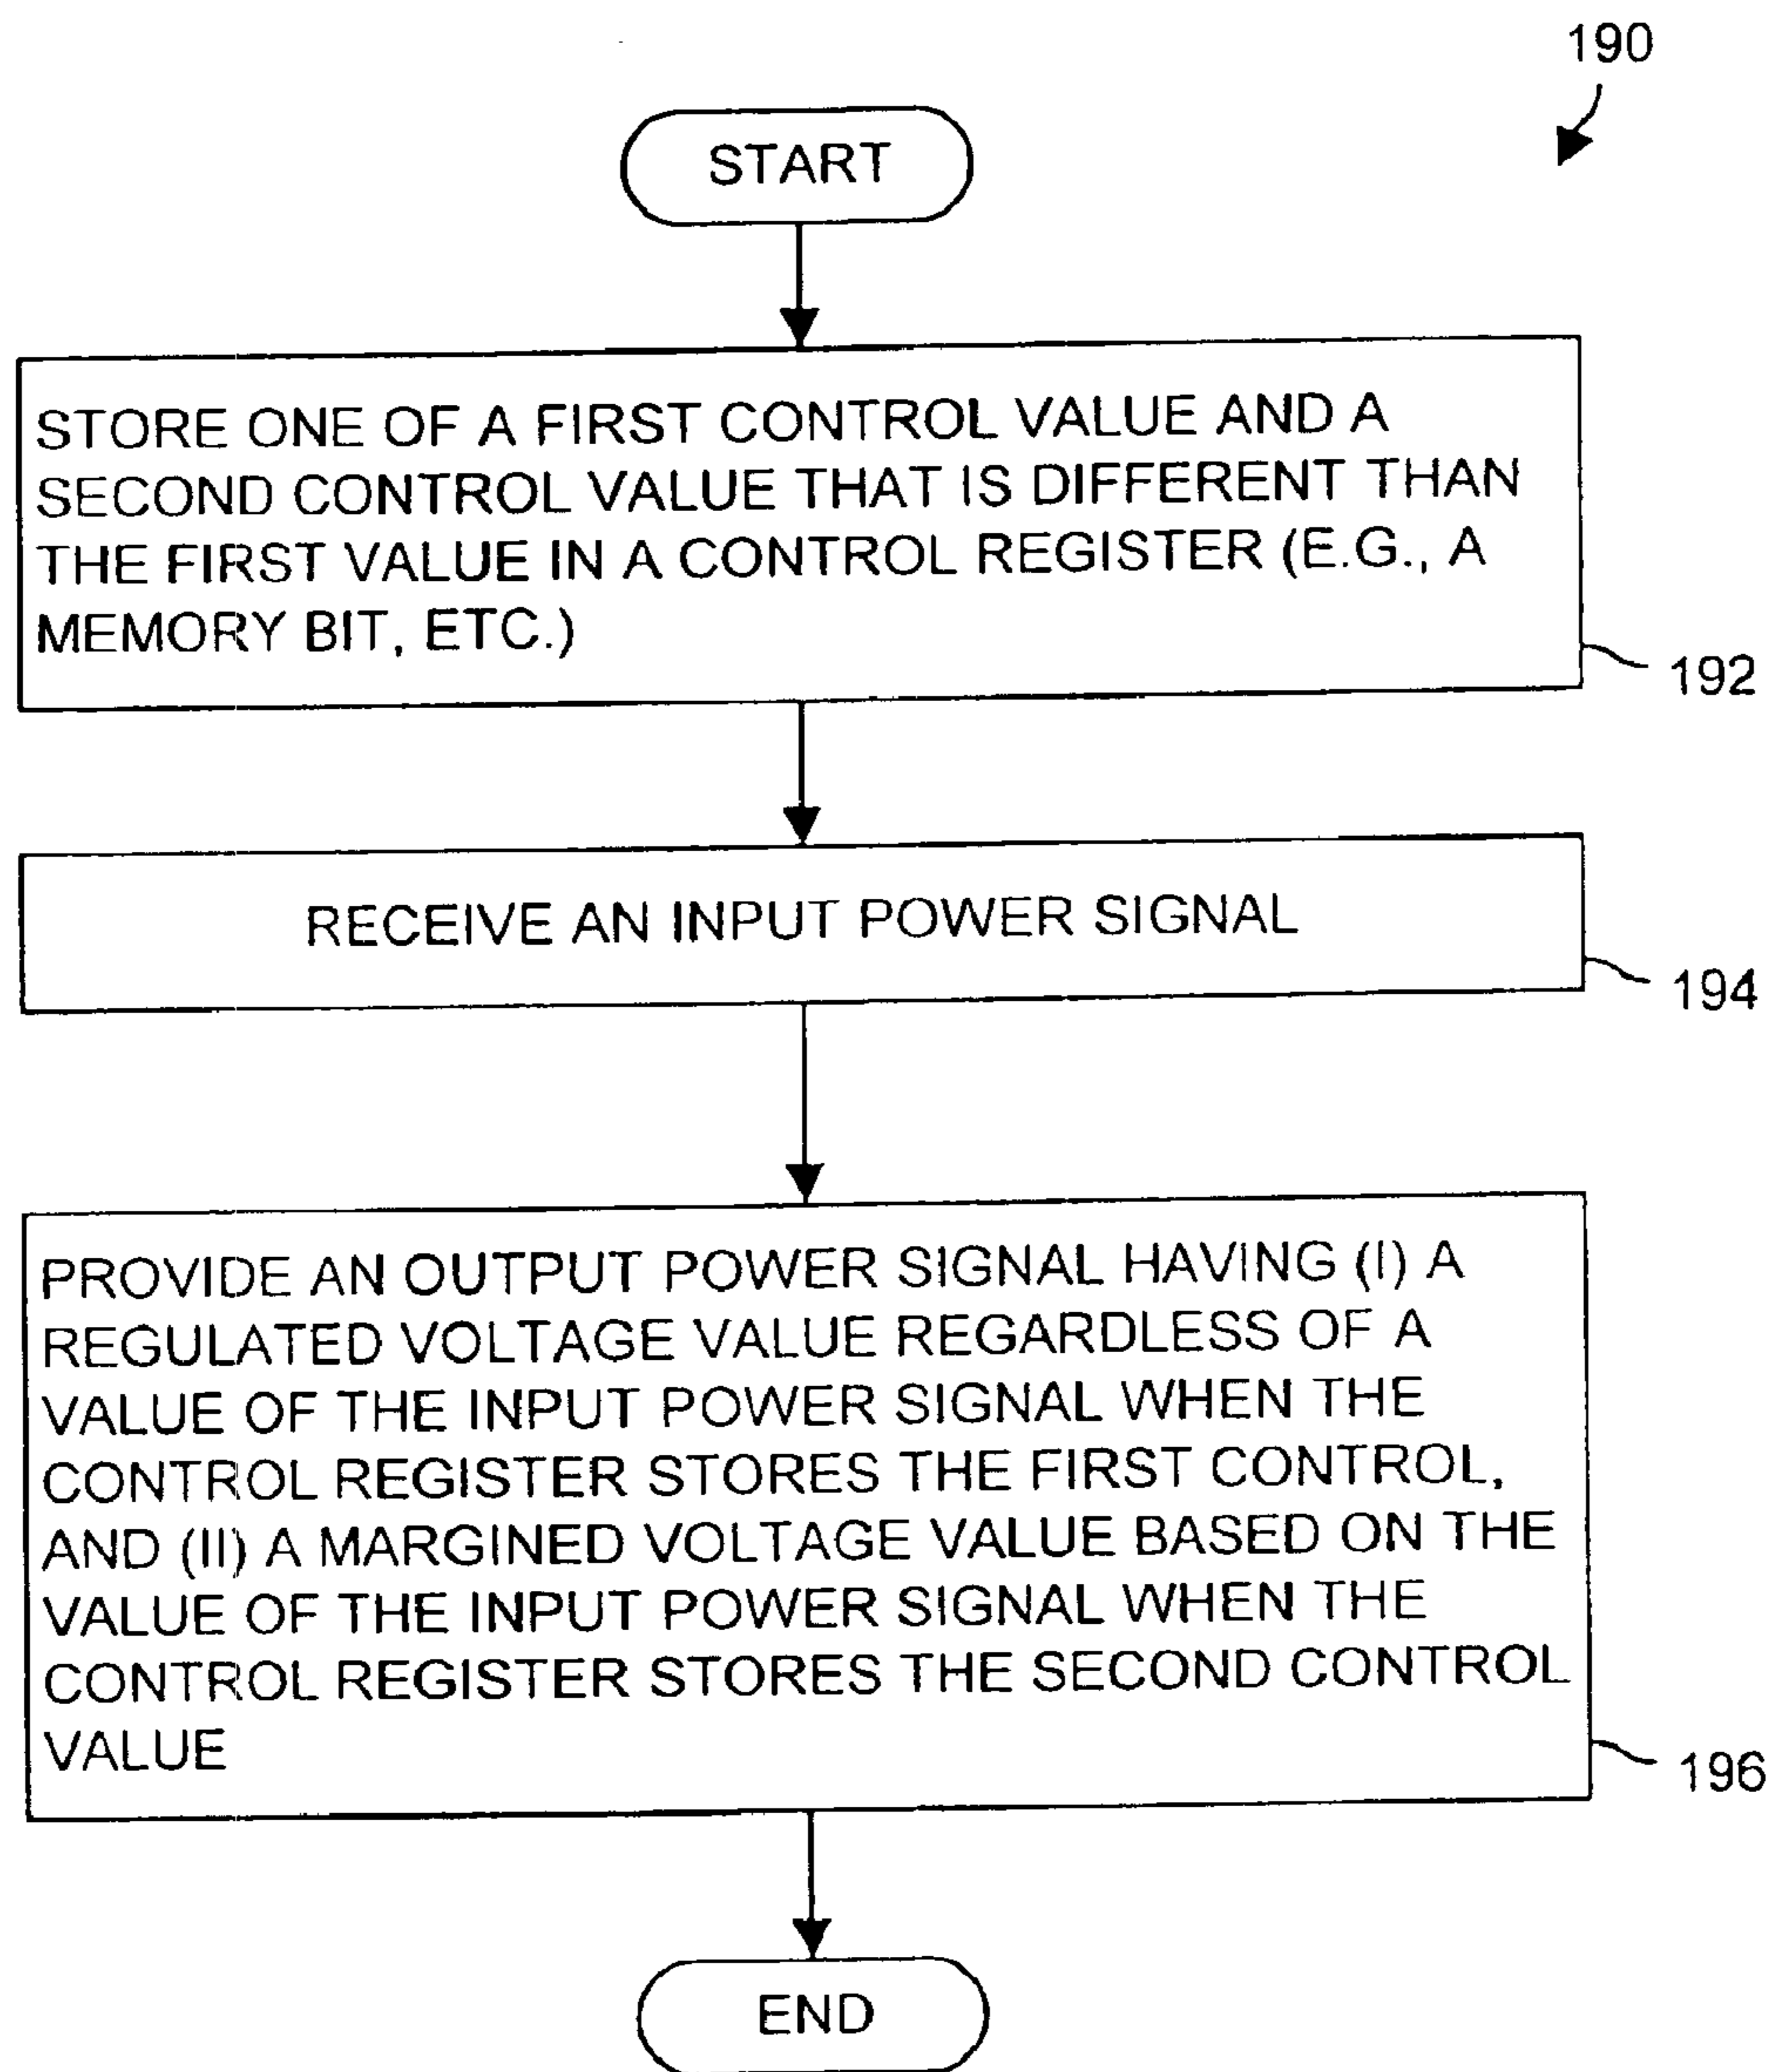 190
START
STORE ONE OF A FIRST CONTROL VALUE AND A
SECOND CONTROL VALUE THAT IS DIFFERENT THAN
THE FIRST VALUE IN A CONTROL REGISTER (E.G., A
MEMORY BIT, ETC.)
192
RECEIVE AN INPUT POWER SIGNAL
194
PROVIDE AN OUTPUT POWER SIGNAL HAVING (I) A
REGULATED VOLTAGE VALUE REGARDLESS OF A
VALUE OF THE INPUT POWER SIGNAL WHEN THE
CONTROL REGISTER STORES THE FIRST CONTROL,
AND (II) A MARGINED VOLTAGE VALUE BASED ON THE
VALUE OF THE INPUT POWER SIGNAL WHEN THE
CONTROL REGISTER STORES THE SECOND CONTROL
VALUE
196
END